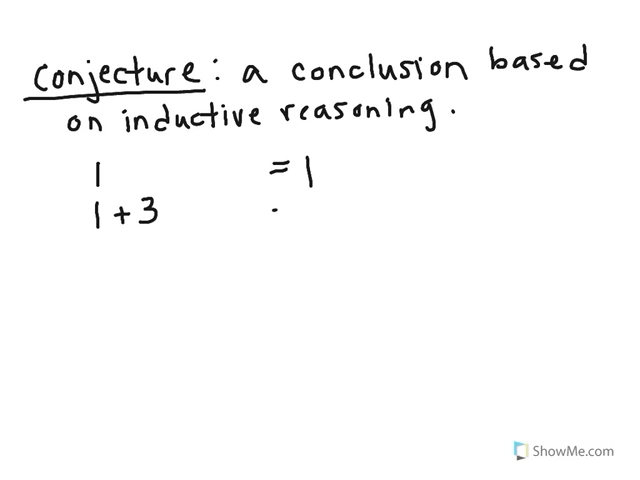 conjecture: a conclusion based
on inductive reasoning.
1 = 1
1 + 3
ShowMe.com